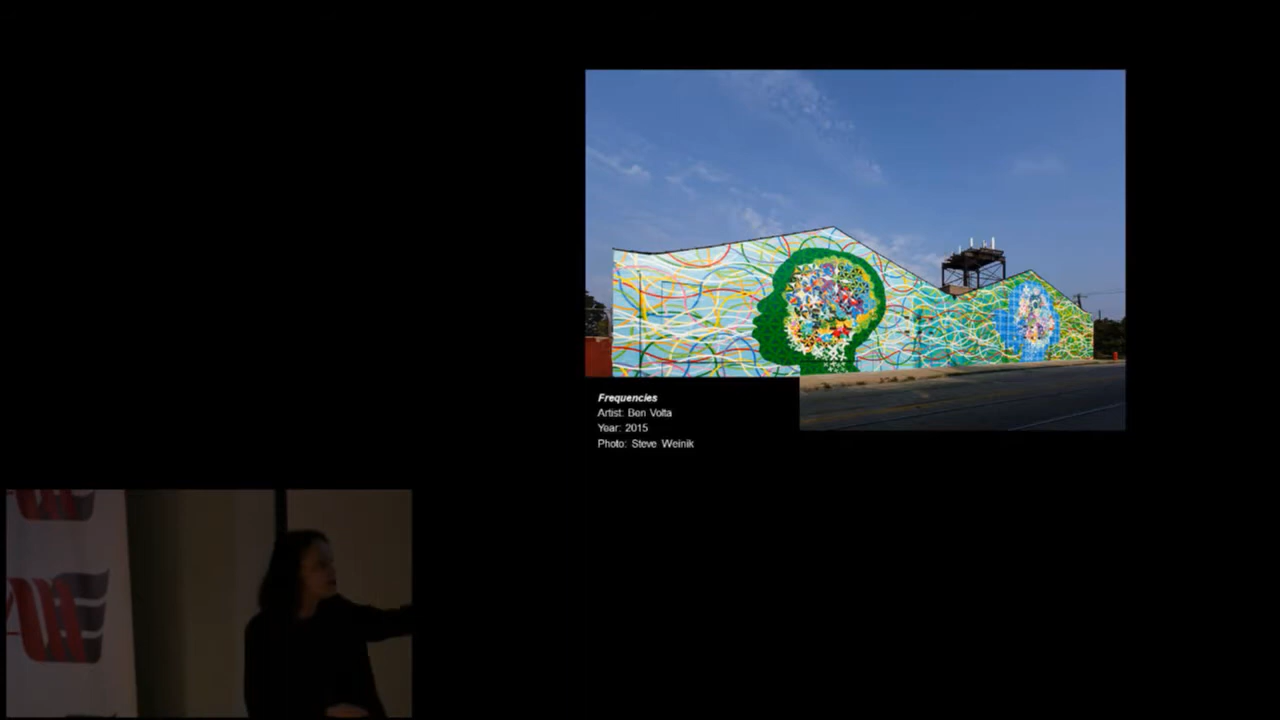 Frequencies
Artist: Ben Volta
Year: 2015
Photo: Steve Weinik